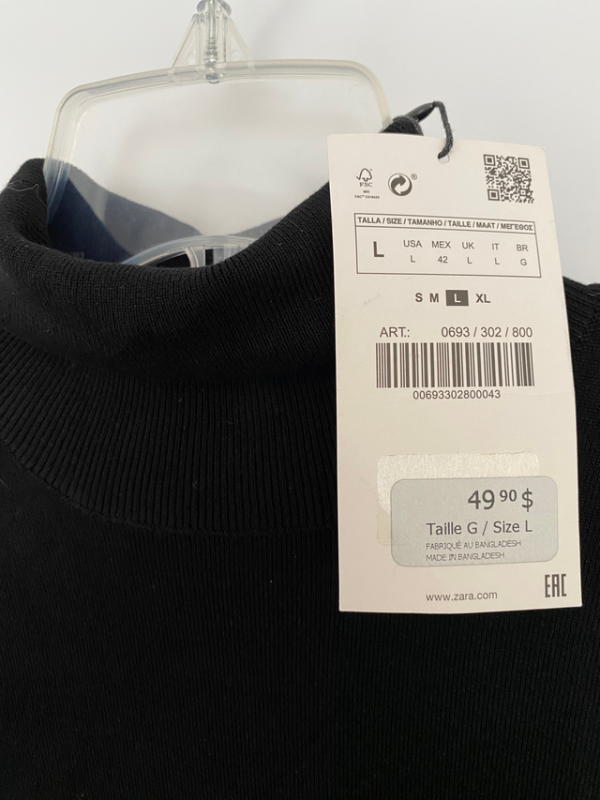 FSC
MIX
TALLA / SIZE / TAMANHO / TAILLE / MAAT / ΜΕΓΕΘΟΣ
L USA MEX UK IT BR
L 42 L L G
S M L XL
ART.: 0693 / 302 / 800
00693302800043
49 90 $
Taille G / Size L
FABRIQUÉ AU BANGLADESH
MADE IN BANGLADESH
www.zara.com
EAC